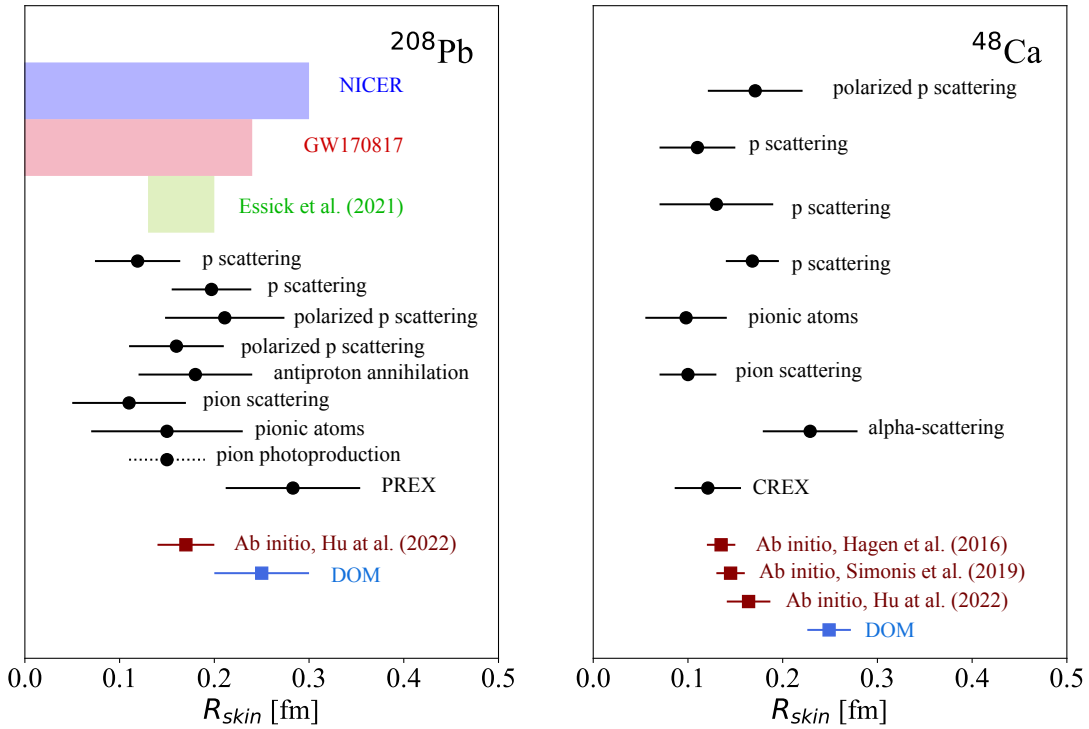 208Pb
NICER
GW170817
Essick et al. (2021)
p scattering
p scattering
polarized p scattering
polarized p scattering
antiproton annihilation
pion scattering
pionic atoms
pion photoproduction
PREX
Ab initio, Hu at al. (2022)
DOM
0.0 0.1 0.2 0.3 0.4 0.5
Rskin [fm]
48Ca
polarized p scattering
p scattering
p scattering
p scattering
pionic atoms
pion scattering
alpha-scattering
CREX
Ab initio, Hagen et al. (2016)
Ab initio, Simonis et al. (2019)
Ab initio, Hu at al. (2022)
DOM
0.0 0.1 0.2 0.3 0.4 0.5
Rskin [fm]